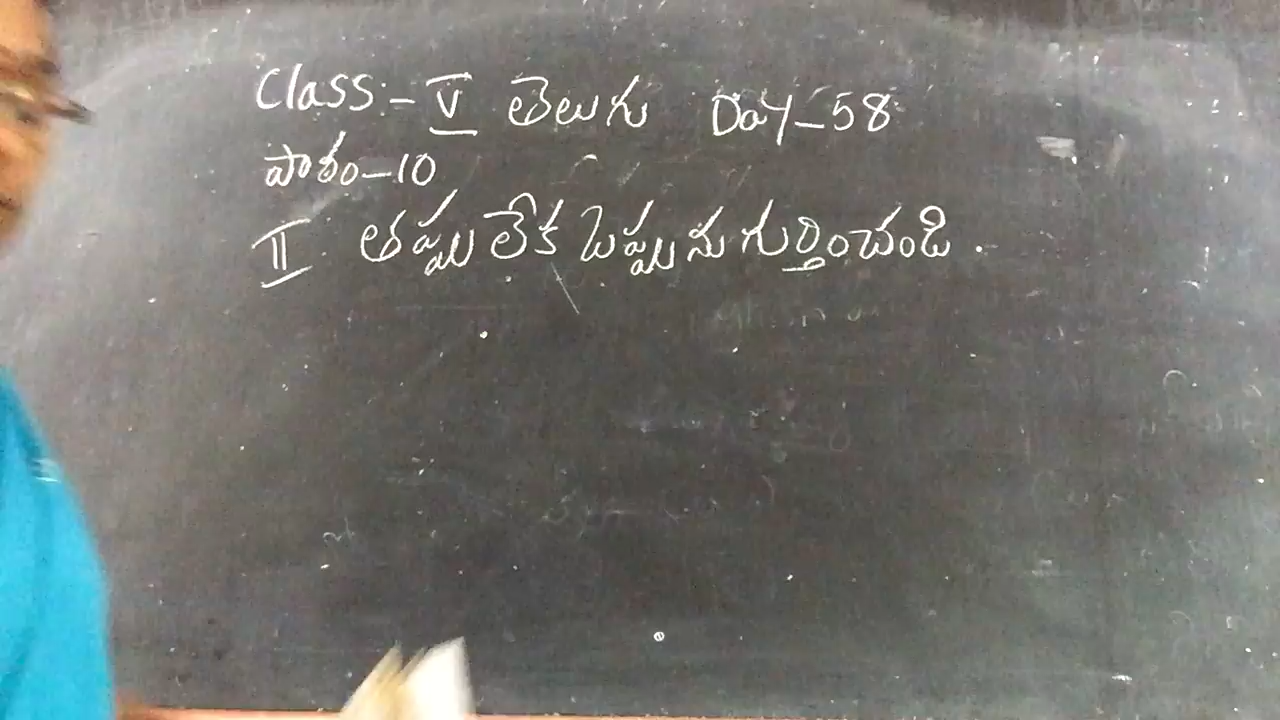 Class:- V తెలుగు Day-58
పాఠం-10
II. తప్పు లేక ఒప్పును గుర్తించండి.